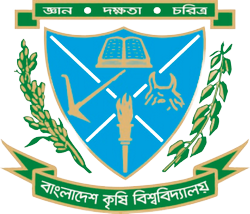 জ্ঞান · দক্ষতা · চরিত্র
বাংলাদেশ কৃষি বিশ্ববিদ্যালয়